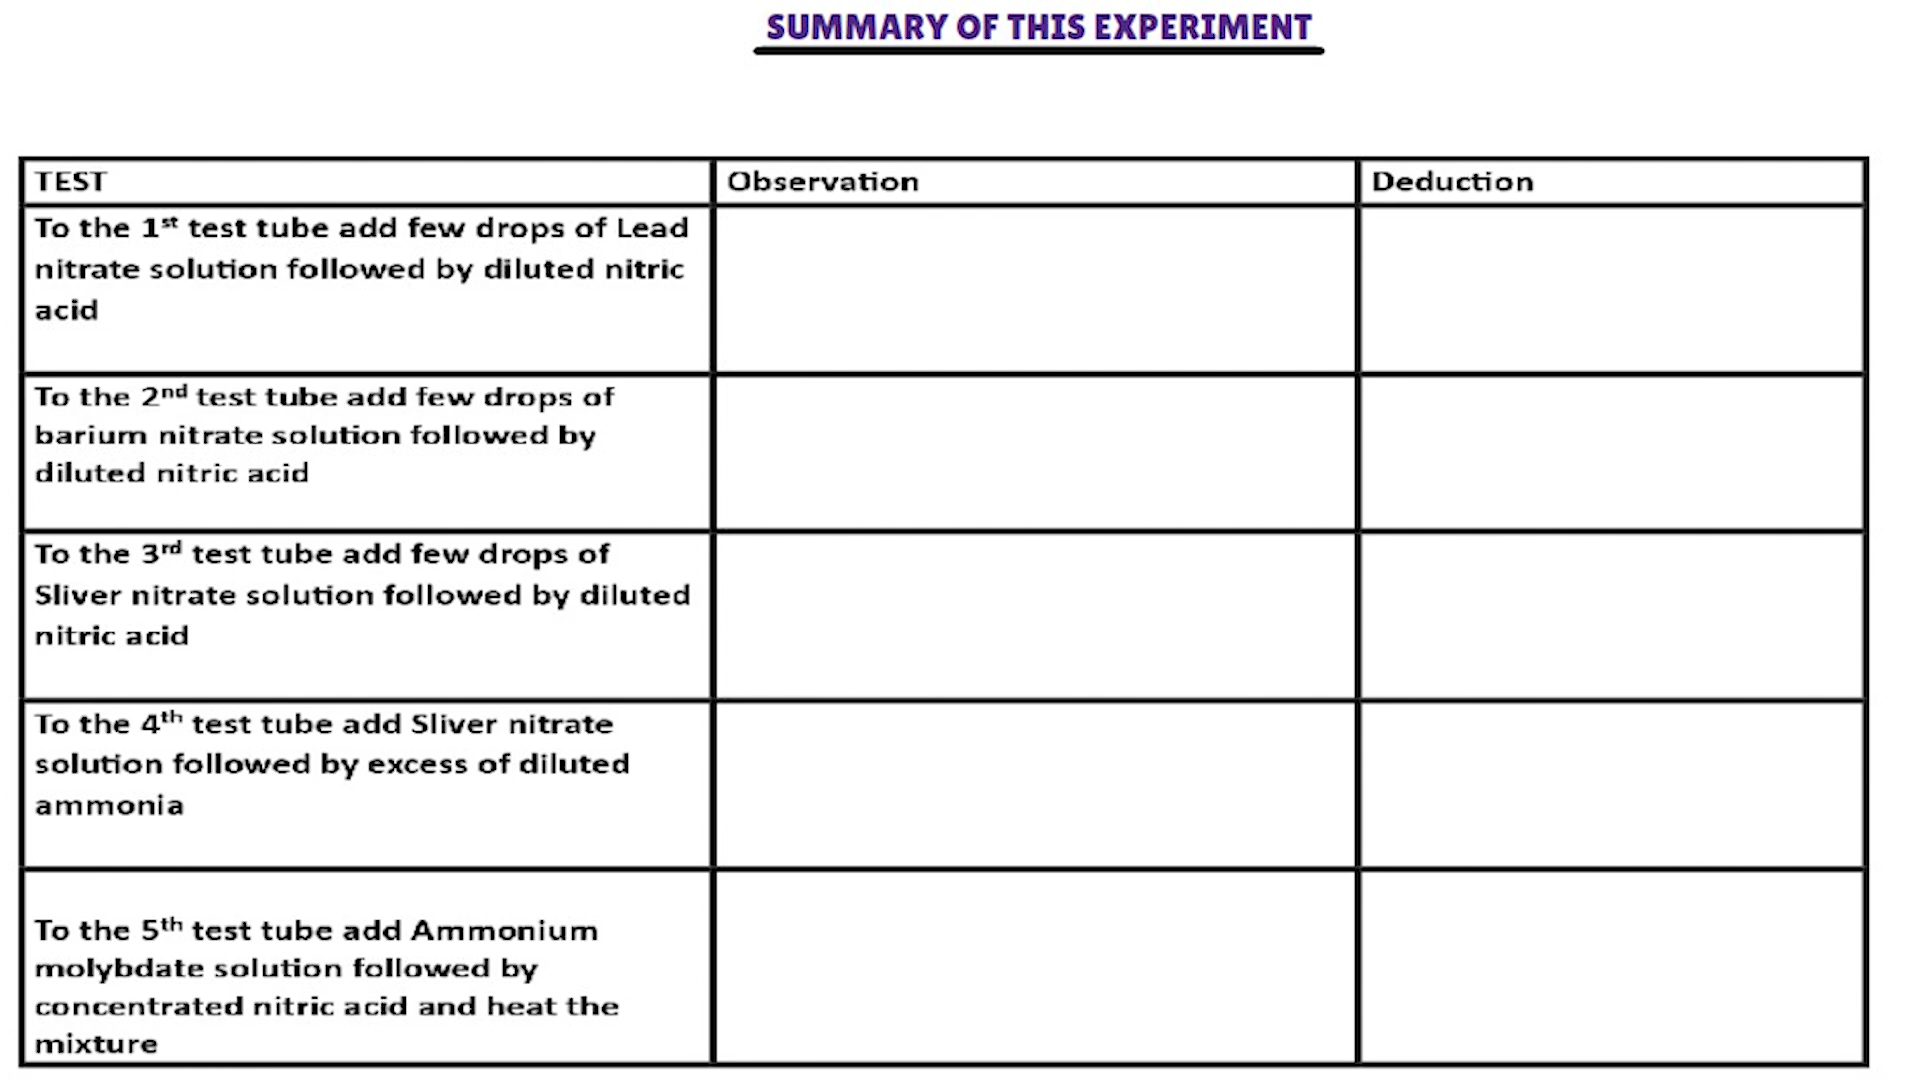 SUMMARY OF THIS EXPERIMENT
TEST
Observation
Deduction
To the 1st test tube add few drops of Lead
nitrate solution followed by diluted nitric
acid
To the 2nd test tube add few drops of
barium nitrate solution followed by
diluted nitric acid
To the 3rd test tube add few drops of
Sliver nitrate solution followed by diluted
nitric acid
To the 4th test tube add Sliver nitrate
solution followed by excess of diluted
ammonia
To the 5th test tube add Ammonium
molybdate solution followed by
concentrated nitric acid and heat the
mixture